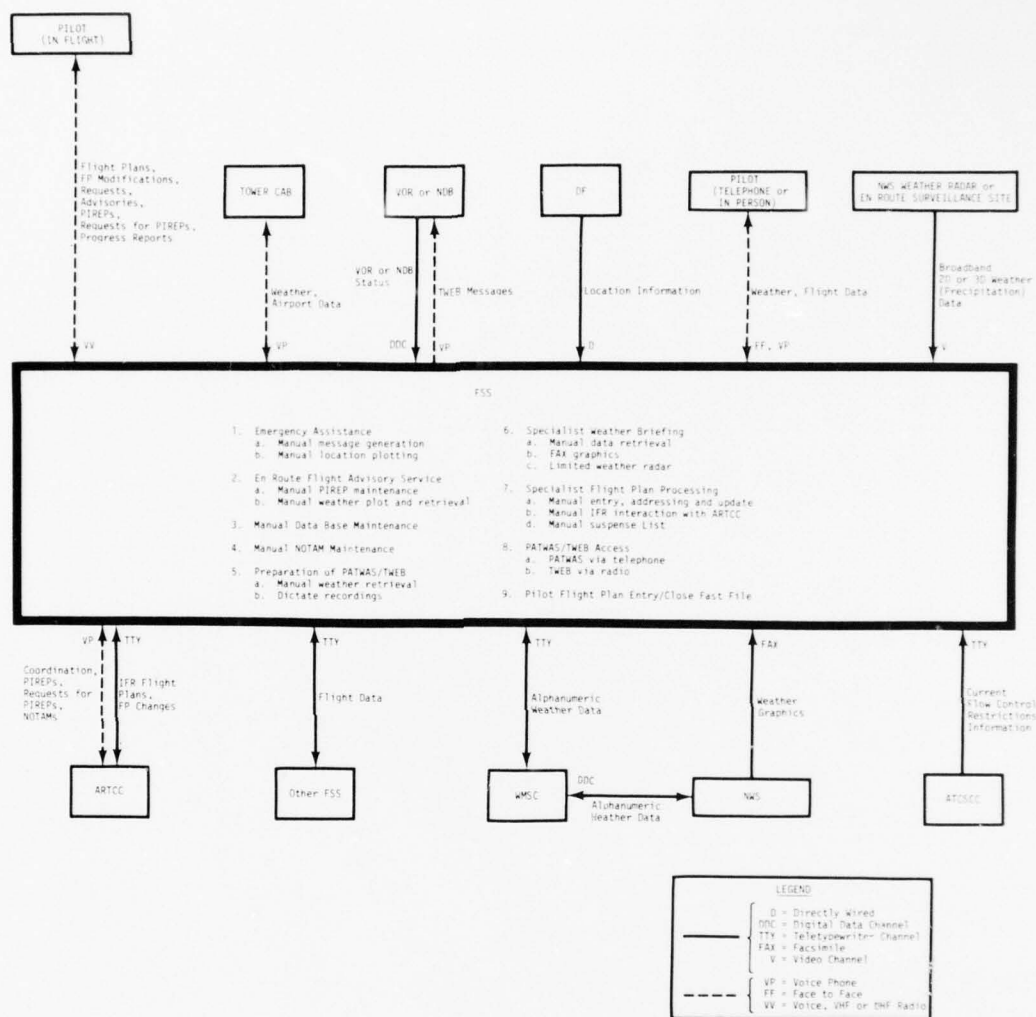 PILOT
(IN FLIGHT)
Flight Plans,
FP Modifications,
Requests,
Advisories,
PIREPs,
Requests for PIREPs,
Progress Reports
VV
TOWER CAB
Weather,
Airport Data
VP
VOR or NDB
VOR or NDB
Status
DDC
TWEB Messages
VP
DF
Location Information
D
PILOT
(TELEPHONE or
IN PERSON)
Weather, Flight Data
FF, VP
NWS WEATHER RADAR or
EN ROUTE SURVEILLANCE SITE
Broadband
2D or 3D Weather
(Precipitation)
Data
V
FSS
1. Emergency Assistance
a. Manual message generation
b. Manual location plotting
2. En Route Flight Advisory Service
a. Manual PIREP maintenance
b. Manual weather plot and retrieval
3. Manual Data Base Maintenance
4. Manual NOTAM Maintenance
5. Preparation of PATWAS/TWEB
a. Manual weather retrieval
b. Dictate recordings
6. Specialist Weather Briefing
a. Manual data retrieval
b. FAX graphics
c. Limited weather radar
7. Specialist Flight Plan Processing
a. Manual entry, addressing and update
b. Manual IFR interaction with ARTCC
d. Manual suspense List
8. PATWAS/TWEB Access
a. PATWAS via telephone
b. TWEB via radio
9. Pilot Flight Plan Entry/Close Fast File
VP
TTY
Coordination,
PIREPs,
Requests for
PIREPs,
NOTAMs
IFR Flight
Plans,
FP Changes
ARTCC
TTY
Flight Data
Other FSS
TTY
Alphanumeric
Weather Data
WMSC
DDC
Alphanumeric
Weather Data
FAX
Weather
Graphics
NWS
TTY
Current
Flow Control
Restrictions
Information
ATCSCC
LEGEND
D = Directly Wired
DDC = Digital Data Channel
TTY = Teletypewriter Channel
FAX = Facsimile
V = Video Channel
VP = Voice Phone
FF = Face to Face
VV = Voice, VHF or UHF Radio